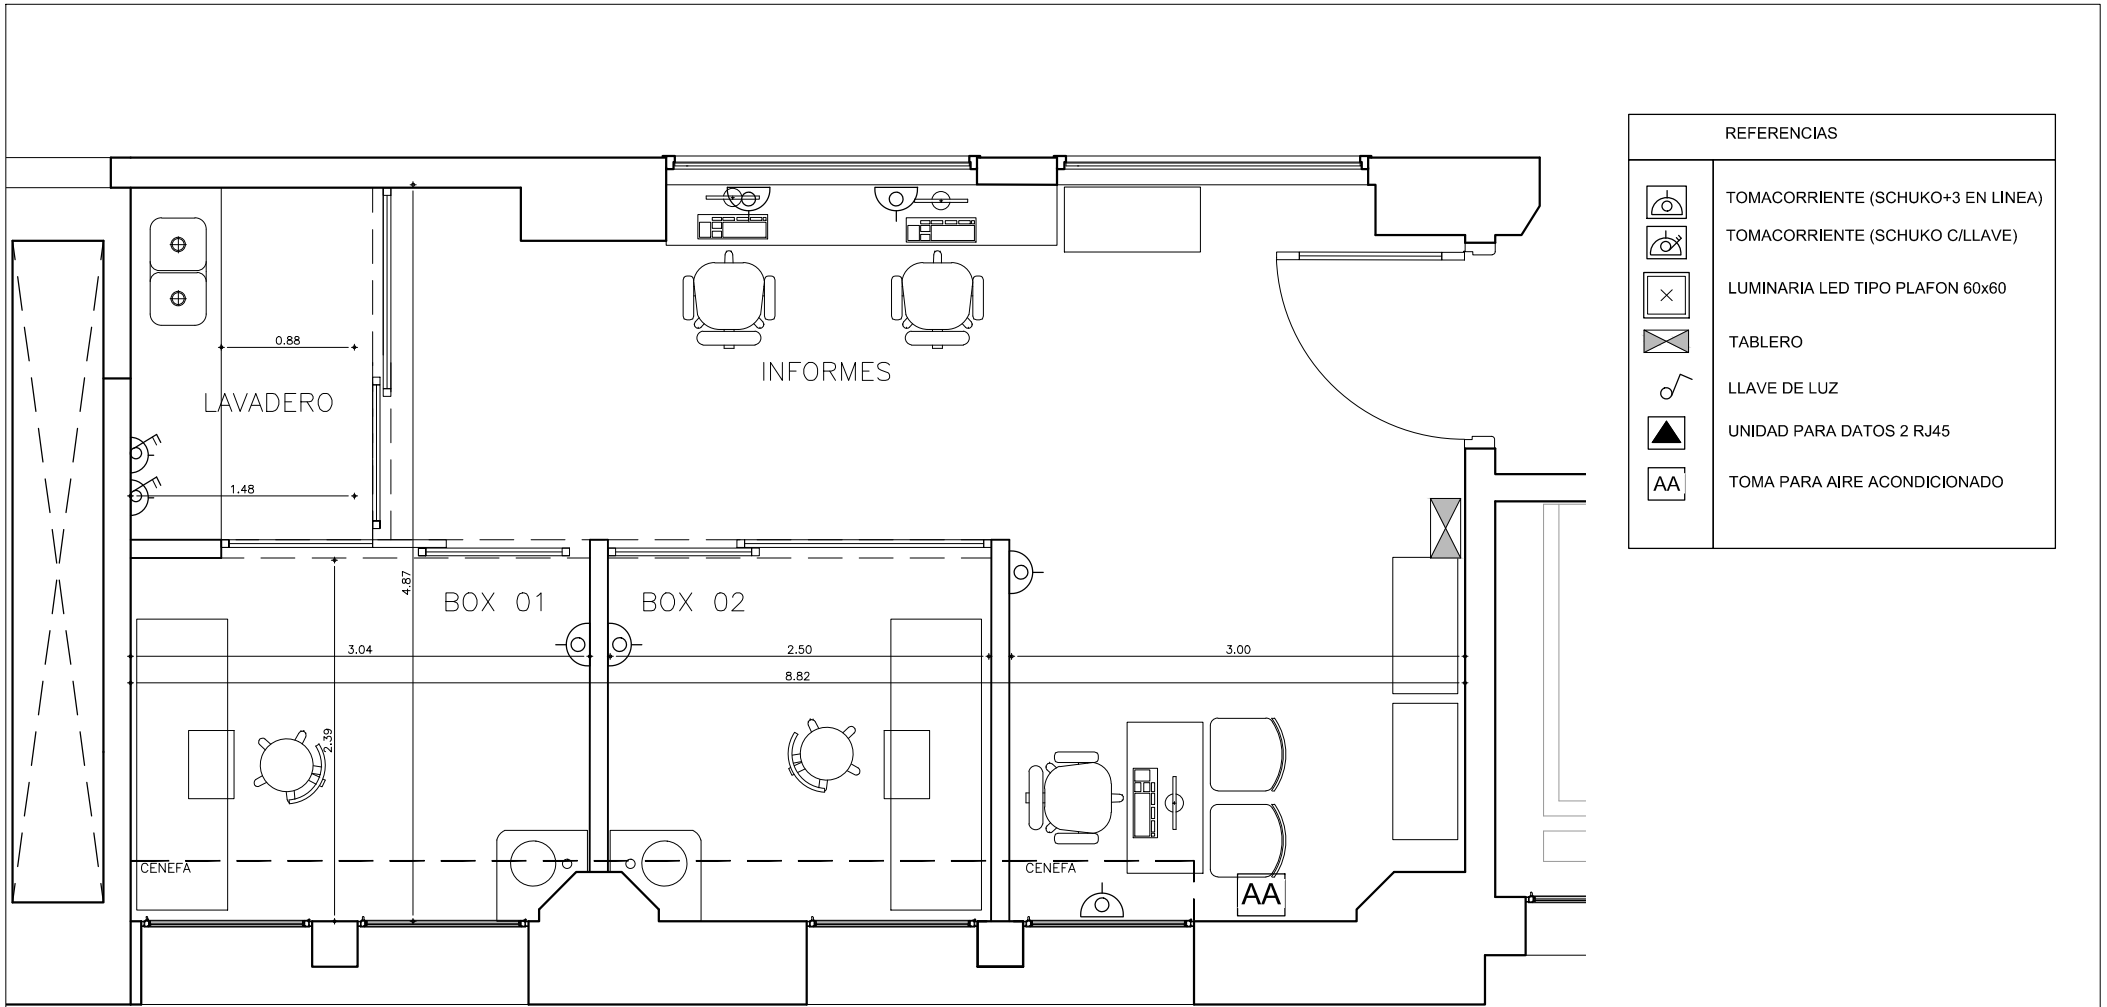 REFERENCIAS
TOMACORRIENTE (SCHUKO+3 EN LINEA)
TOMACORRIENTE (SCHUKO C/LLAVE)
LUMINARIA LED TIPO PLAFON 60x60
TABLERO
LLAVE DE LUZ
UNIDAD PARA DATOS 2 RJ45
AA TOMA PARA AIRE ACONDICIONADO
0.88
INFORMES
LAVADERO
1.48
4.87
BOX 01
BOX 02
3.04
2.50
3.00
8.82
2.39
CENEFA
CENEFA
AA